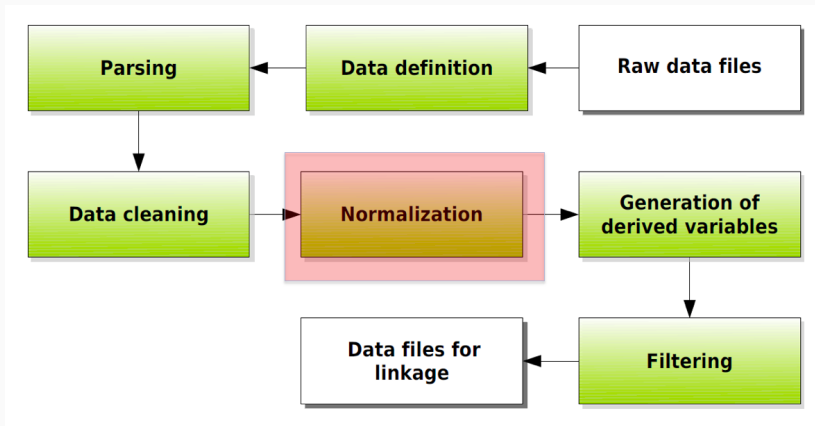 Parsing
Data definition
Raw data files
Data cleaning
Normalization
Generation of
derived variables
Data files for
linkage
Filtering